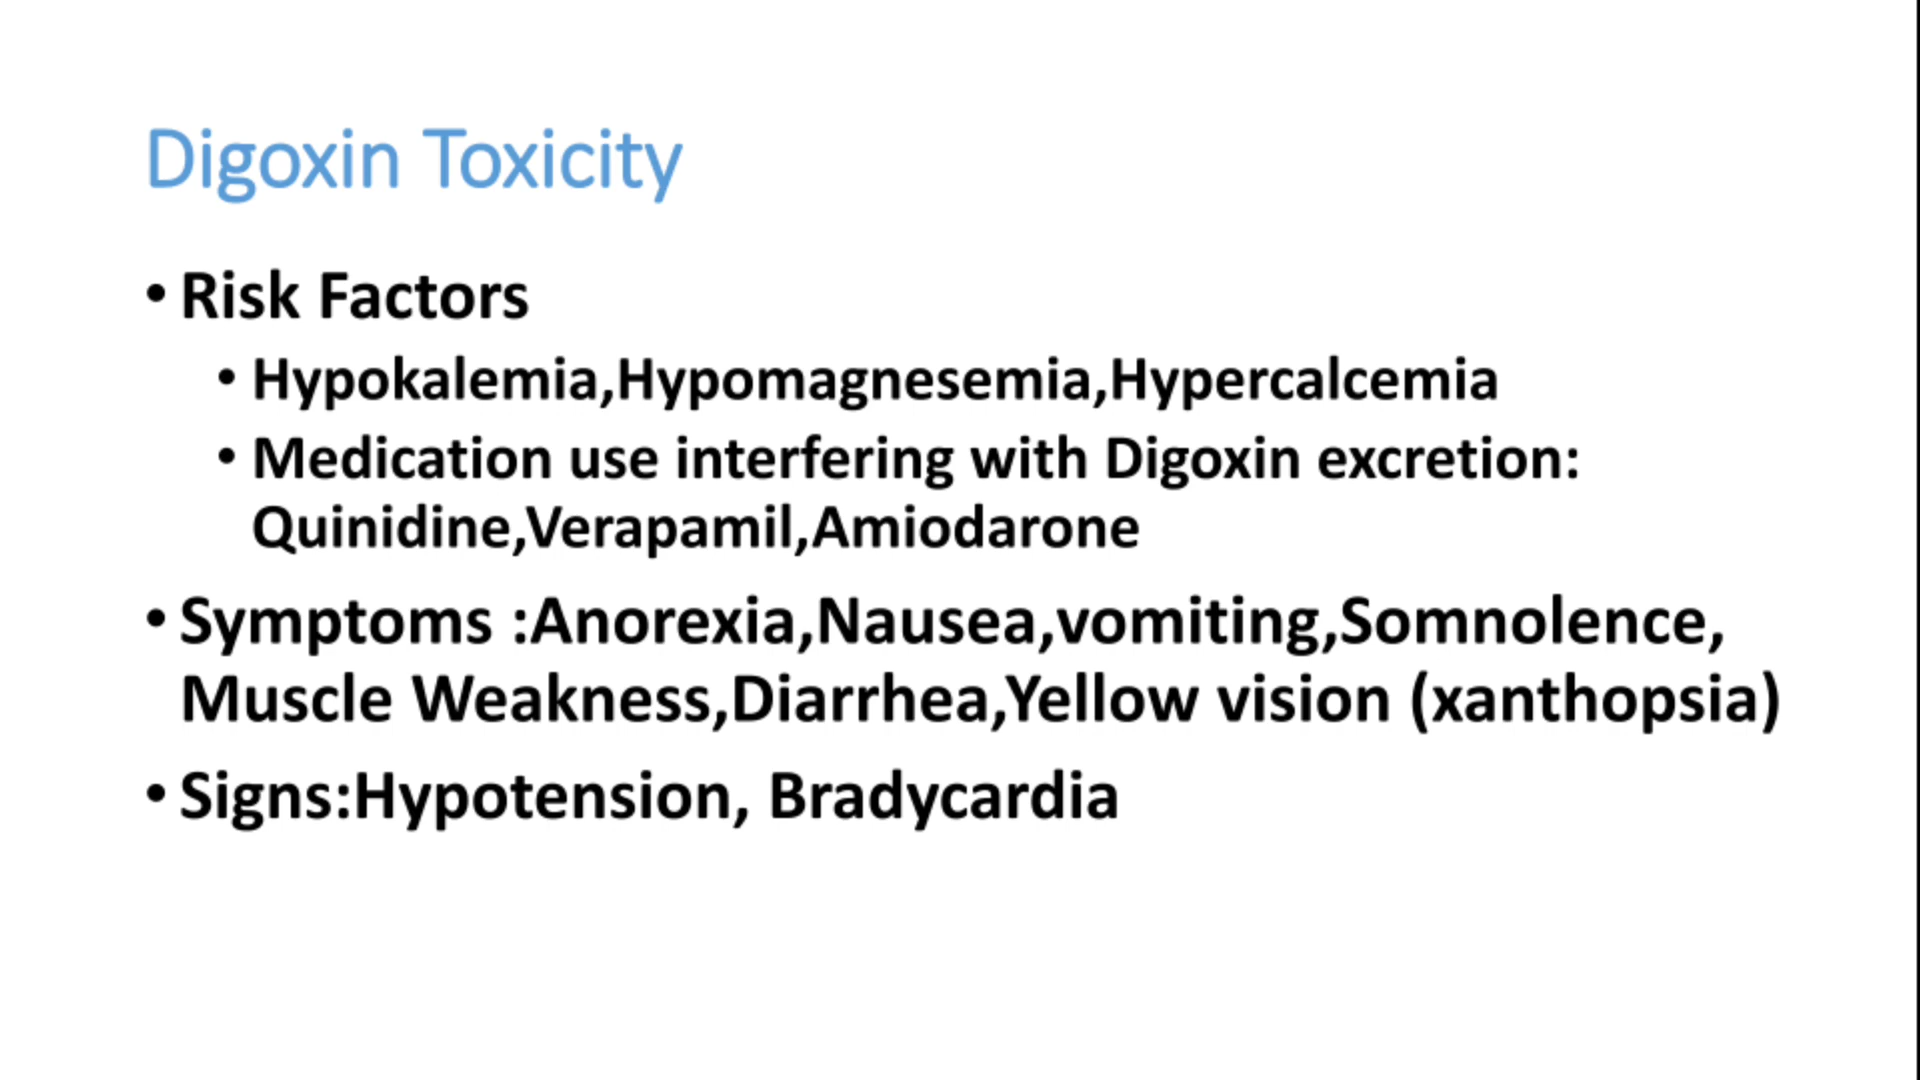 Digoxin Toxicity
• Risk Factors
• Hypokalemia,Hypomagnesemia,Hypercalcemia
• Medication use interfering with Digoxin excretion:
Quinidine,Verapamil,Amiodarone
• Symptoms :Anorexia,Nausea,vomiting,Somnolence,
Muscle Weakness,Diarrhea,Yellow vision (xanthopsia)
• Signs:Hypotension, Bradycardia